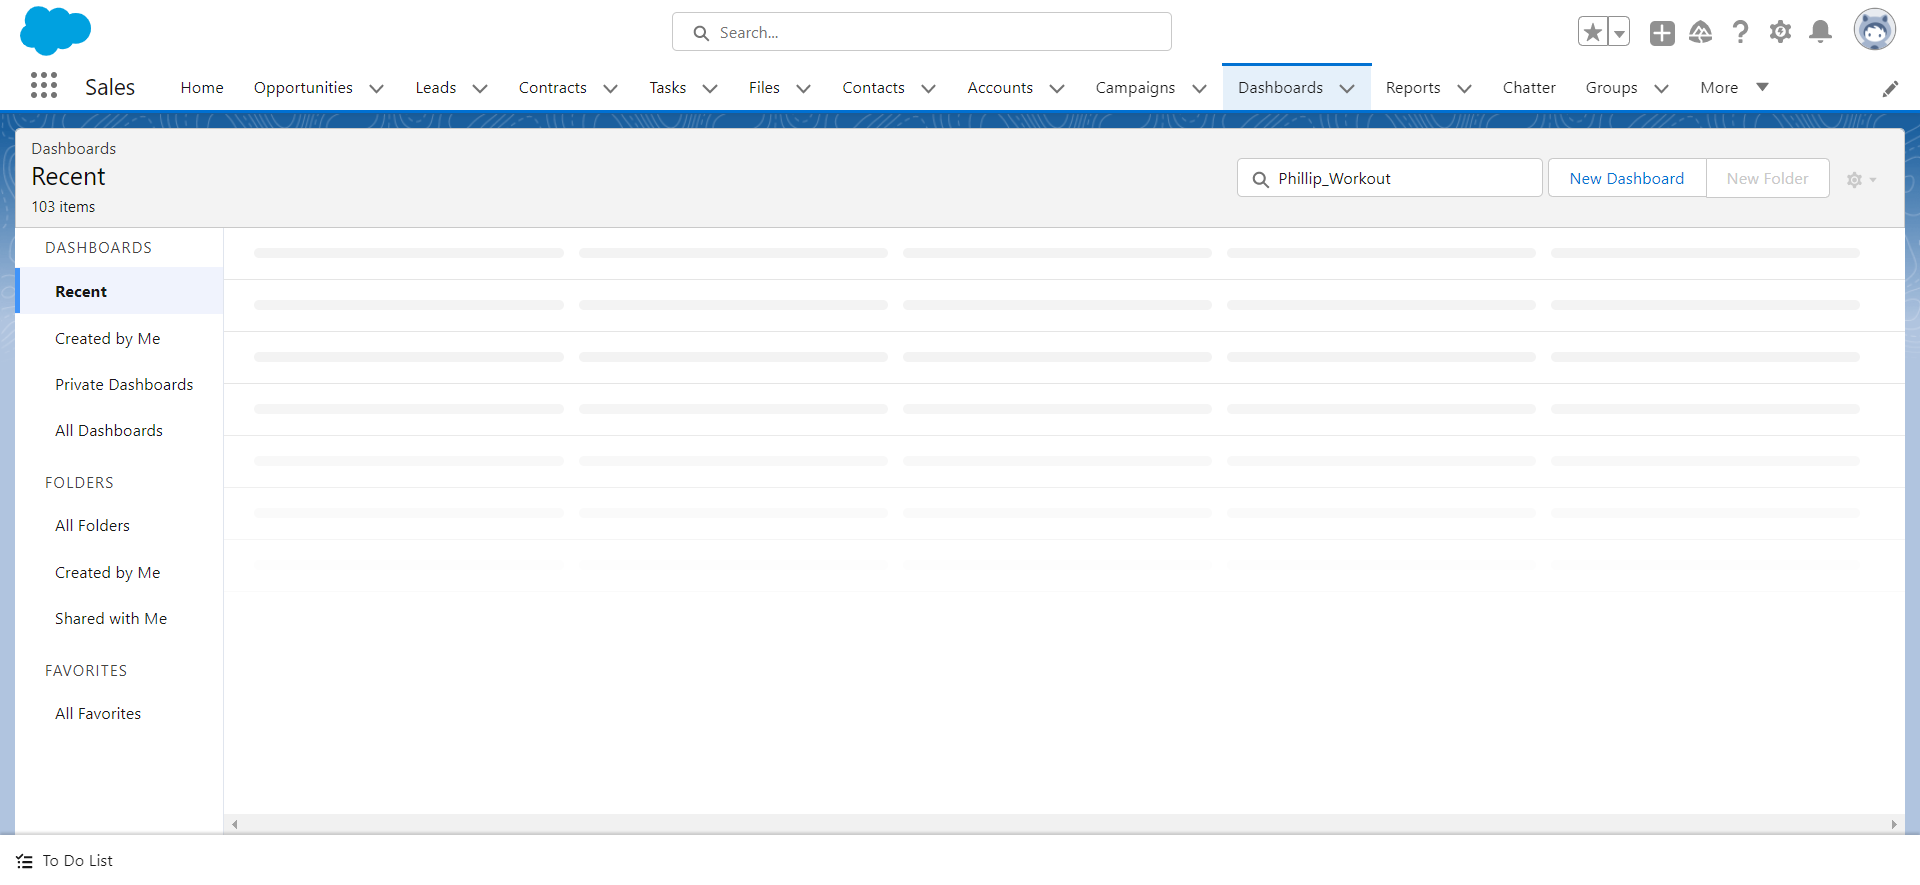 Search...
Sales
Home
Opportunities
Leads
Contracts
Tasks
Files
Contacts
Accounts
Campaigns
Dashboards
Reports
Chatter
Groups
More
Dashboards
Recent
103 items
Phillip_Workout
New Dashboard
New Folder
DASHBOARDS
Recent
Created by Me
Private Dashboards
All Dashboards
FOLDERS
All Folders
Created by Me
Shared with Me
FAVORITES
All Favorites
To Do List